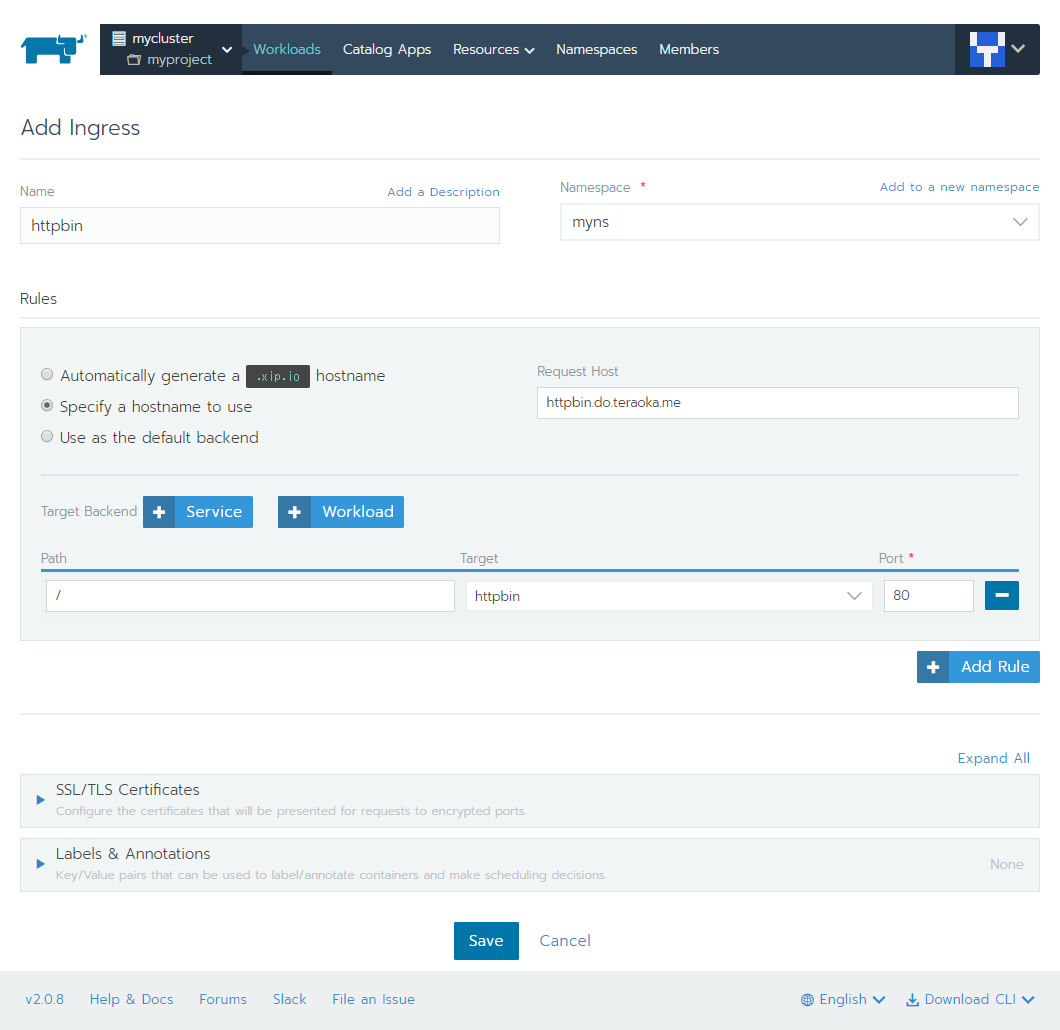 mycluster
myproject
Workloads Catalog Apps Resources Namespaces Members
Add Ingress
Name Add a Description
Namespace * Add to a new namespace
httpbin
myns
Rules
Automatically generate a .xip.io hostname
Specify a hostname to use
Use as the default backend
Request Host
httpbin.do.teraoka.me
Target Backend + Service + Workload
Path Target Port *
/ httpbin 80
+ Add Rule
Expand All
SSL/TLS Certificates
Configure the certificates that will be presented for requests to encrypted ports.
Labels & Annotations
Key/Value pairs that can be used to label/annotate containers and make scheduling decisions.
None
Save Cancel
v2.0.8 Help & Docs Forums Slack File an Issue English Download CLI